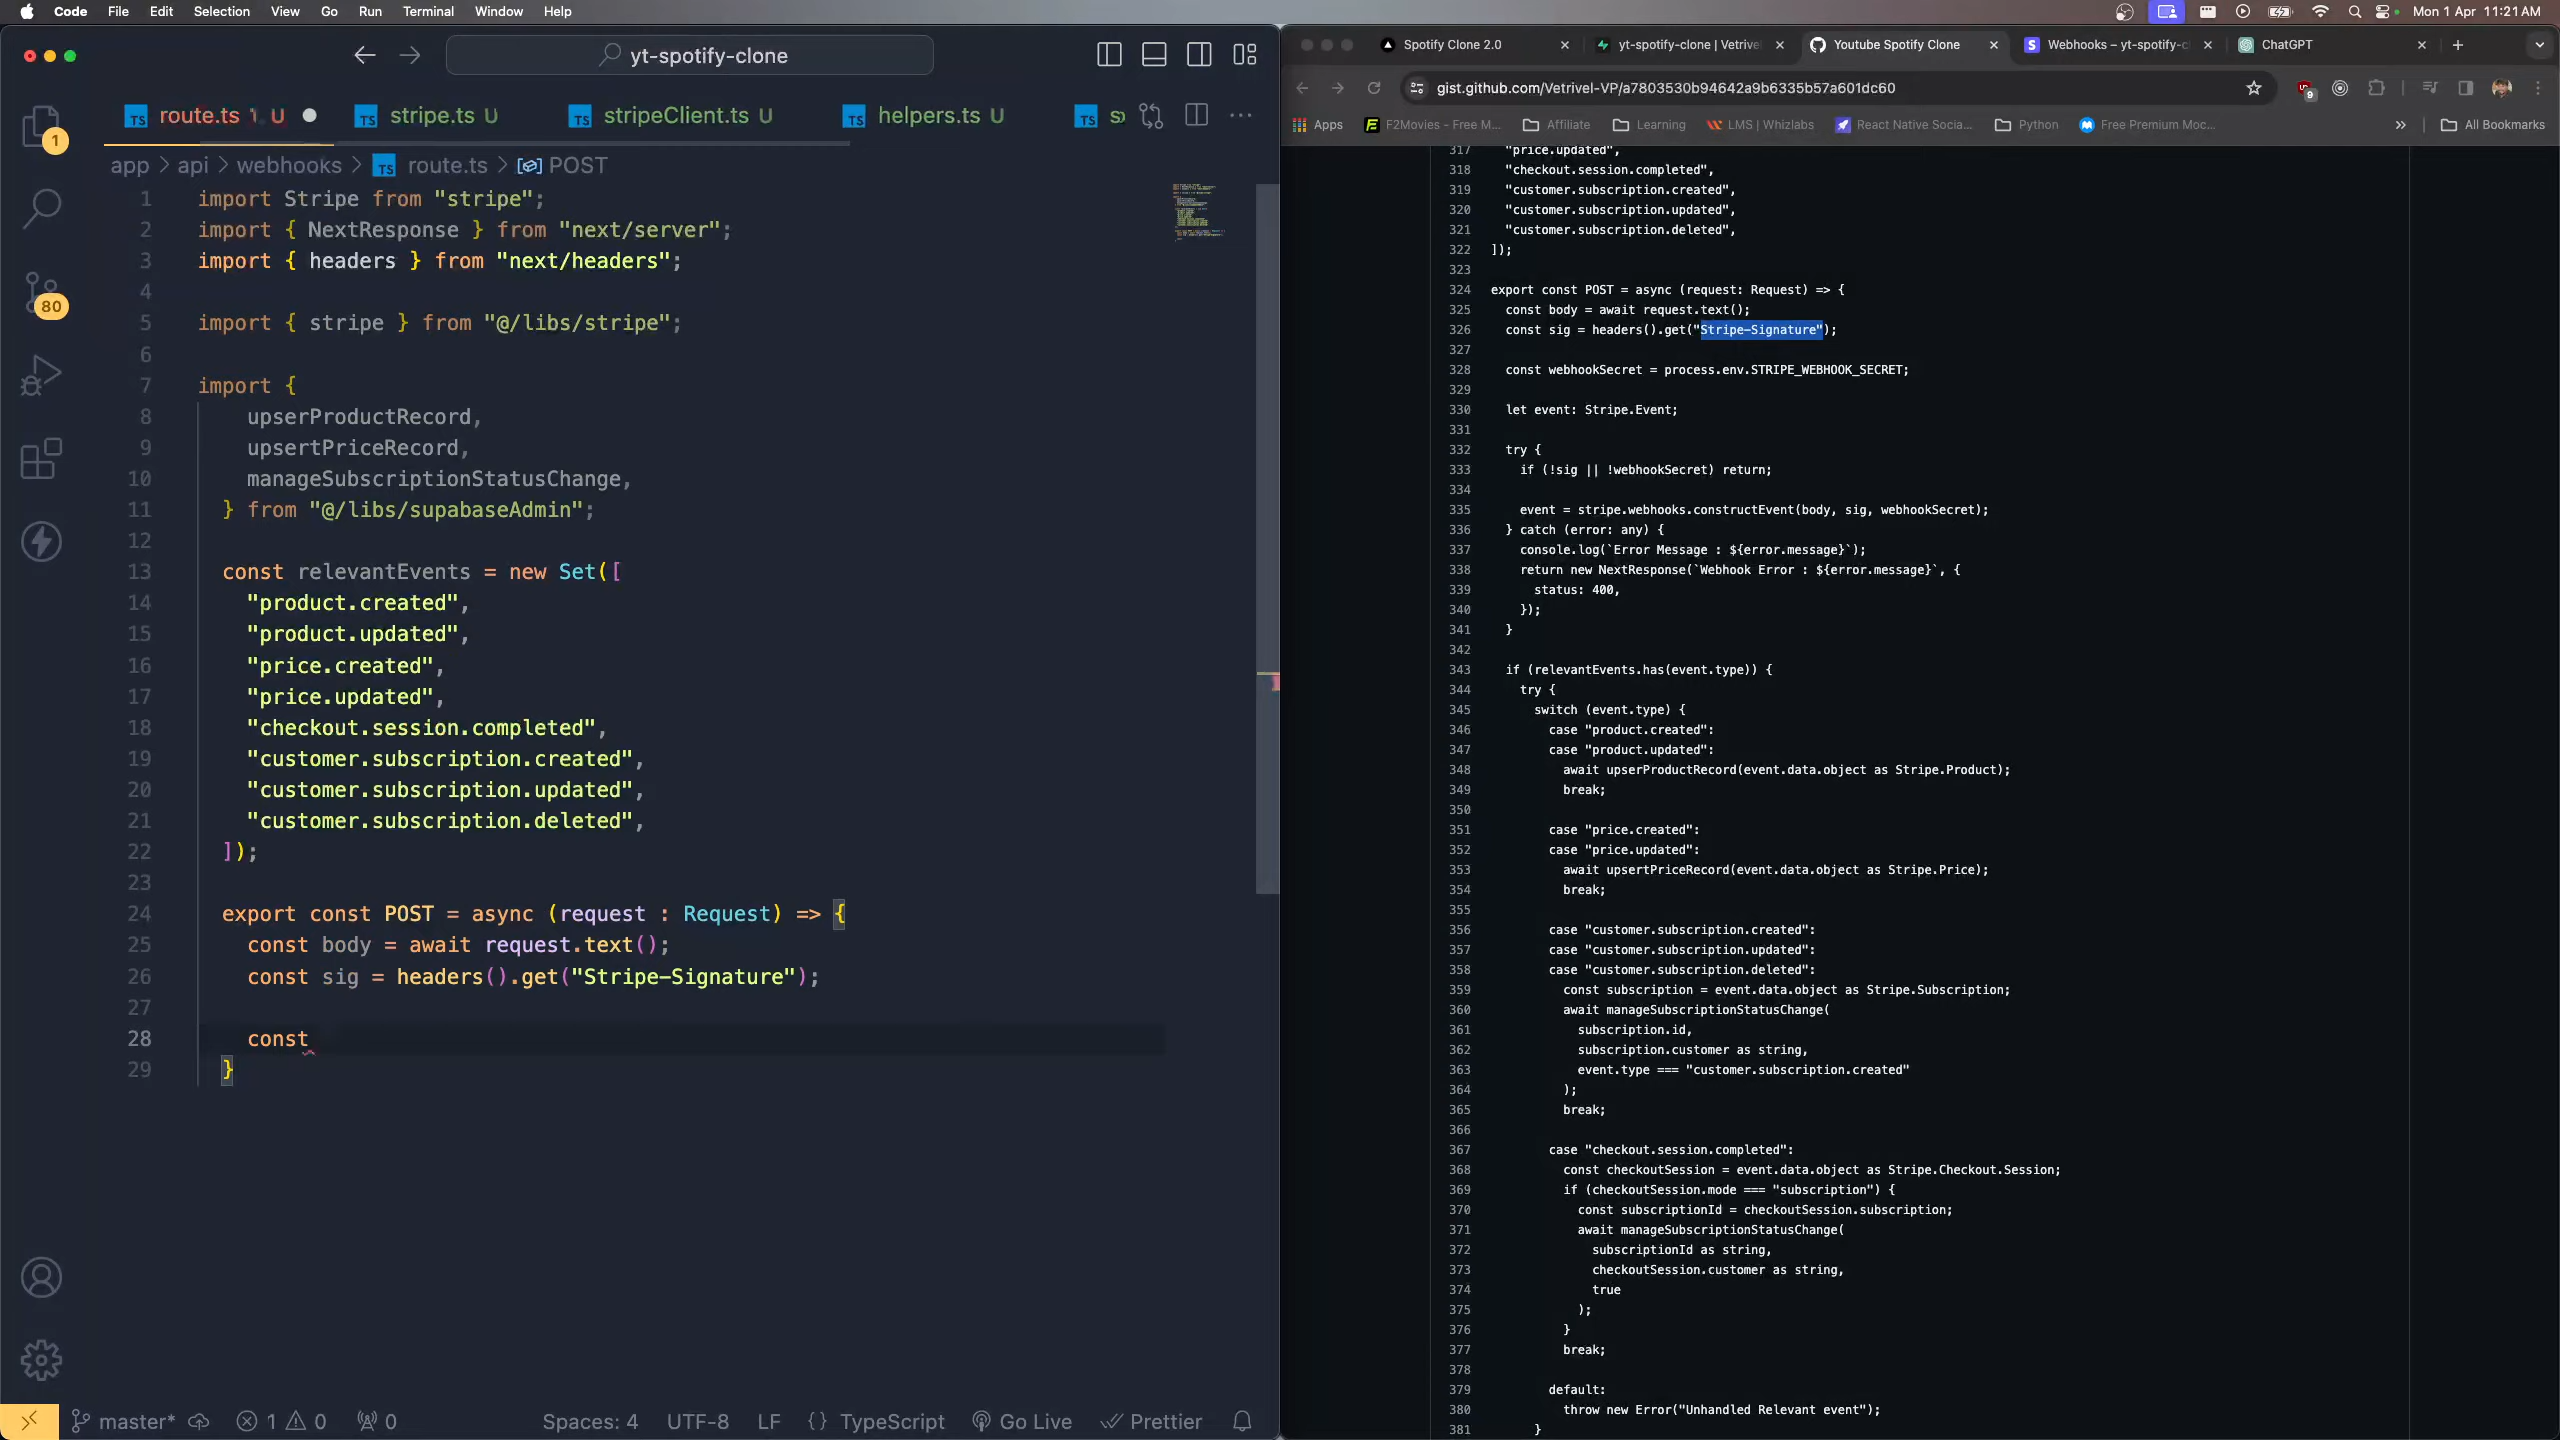 Code File Edit Selection View Go Run Terminal Window Help
Mon 1 Apr 11:21 AM
yt-spotify-clone
TS route.ts 1, U
TS stripe.ts U
TS stripeClient.ts U
TS helpers.ts U
TS
app > api > webhooks > TS route.ts > POST
1 import Stripe from "stripe";
2 import { NextResponse } from "next/server";
3 import { headers } from "next/headers";
4
5 import { stripe } from "@/libs/stripe";
6
7 import {
8 upserProductRecord,
9 upsertPriceRecord,
10 manageSubscriptionStatusChange,
11 } from "@/libs/supabaseAdmin";
12
13 const relevantEvents = new Set([
14 "product.created",
15 "product.updated",
16 "price.created",
17 "price.updated",
18 "checkout.session.completed",
19 "customer.subscription.created",
20 "customer.subscription.updated",
21 "customer.subscription.deleted",
22 ]);
23
24 export const POST = async (request : Request) => {
25 const body = await request.text();
26 const sig = headers().get("Stripe-Signature");
27
28 const
29 }
1
80
master* 1 0 0 Spaces: 4 UTF-8 LF {} TypeScript Go Live Prettier
Spotify Clone 2.0
yt-spotify-clone | Vetrive
Youtube Spotify Clone
Webhooks – yt-spotify-c
ChatGPT
gist.github.com/Vetrivel-VP/a7803530b94642a9b6335b57a601dc60
9
Apps F2Movies - Free M... Affiliate Learning LMS | Whizlabs React Native Socia... Python Free Premium Moc... » All Bookmarks
317 "price.updated",
318 "checkout.session.completed",
319 "customer.subscription.created",
320 "customer.subscription.updated",
321 "customer.subscription.deleted",
322 ]);
323
324 export const POST = async (request: Request) => {
325 const body = await request.text();
326 const sig = headers().get("Stripe-Signature");
327
328 const webhookSecret = process.env.STRIPE_WEBHOOK_SECRET;
329
330 let event: Stripe.Event;
331
332 try {
333 if (!sig || !webhookSecret) return;
334
335 event = stripe.webhooks.constructEvent(body, sig, webhookSecret);
336 } catch (error: any) {
337 console.log(`Error Message : ${error.message}`);
338 return new NextResponse(`Webhook Error : ${error.message}`, {
339 status: 400,
340 });
341 }
342
343 if (relevantEvents.has(event.type)) {
344 try {
345 switch (event.type) {
346 case "product.created":
347 case "product.updated":
348 await upserProductRecord(event.data.object as Stripe.Product);
349 break;
350
351 case "price.created":
352 case "price.updated":
353 await upsertPriceRecord(event.data.object as Stripe.Price);
354 break;
355
356 case "customer.subscription.created":
357 case "customer.subscription.updated":
358 case "customer.subscription.deleted":
359 const subscription = event.data.object as Stripe.Subscription;
360 await manageSubscriptionStatusChange(
361 subscription.id,
362 subscription.customer as string,
363 event.type === "customer.subscription.created"
364 );
365 break;
366
367 case "checkout.session.completed":
368 const checkoutSession = event.data.object as Stripe.Checkout.Session;
369 if (checkoutSession.mode === "subscription") {
370 const subscriptionId = checkoutSession.subscription;
371 await manageSubscriptionStatusChange(
372 subscriptionId as string,
373 checkoutSession.customer as string,
374 true
375 );
376 }
377 break;
378
379 default:
380 throw new Error("Unhandled Relevant event");
381 }